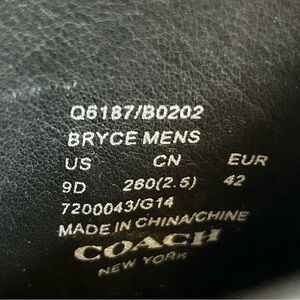 Q6187/B0202
BRYCE MENS
US CN EUR
9D 260(2.5) 42
7200043/G14
MADE IN CHINA/CHINE
COACH
NEW YORK